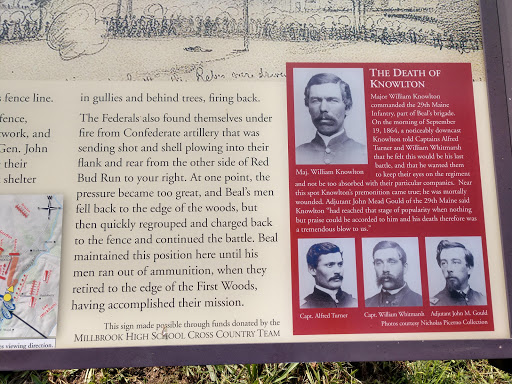 Rebs were drive
s fence line.
fence,
twork, and
Gen. John
their
shelter
es viewing direction.
in gullies and behind trees, firing back.
The Federals also found themselves under
fire from Confederate artillery that was
sending shot and shell plowing into their
flank and rear from the other side of Red
Bud Run to your right. At one point, the
pressure became too great, and Beal's men
fell back to the edge of the woods, but
then quickly regrouped and charged back
to the fence and continued the battle. Beal
maintained this position here until his
men ran out of ammunition, when they
retired to the edge of the First Woods,
having accomplished their mission.
This sign made possible through funds donated by the
MILLBROOK HIGH SCHOOL CROSS COUNTRY TEAM
THE DEATH OF
KNOWLTON
Major William Knowlton
commanded the 29th Maine
Infantry, part of Beal's brigade.
On the morning of September
19, 1864, a noticeably downcast
Knowlton told Captains Alfred
Turner and William Whitmarsh
that he felt this would be his last
battle, and that he wanted them
to keep their eyes on the regiment
and not be too absorbed with their particular companies. Near
this spot Knowlton's premonition came true; he was mortally
wounded. Adjutant John Mead Gould of the 29th Maine said
Knowlton "had reached that stage of popularity when nothing
but praise could be accorded to him and his death therefore was
a tremendous blow to us."
Maj. William Knowlton
Capt. Alfred Turner
Capt. William Whitmarsh
Adjutant John M. Gould
Photos courtesy Nicholas Picerno Collection